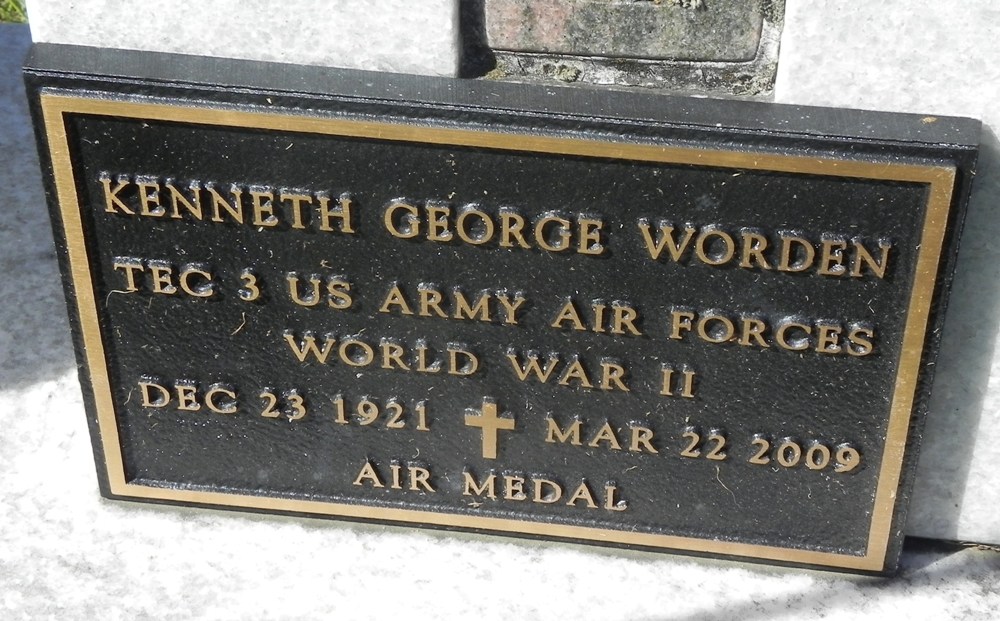 KENNETH GEORGE WORDEN
TEC 3 US ARMY AIR FORCES
WORLD WAR II
DEC 23 1921 MAR 22 2009
AIR MEDAL